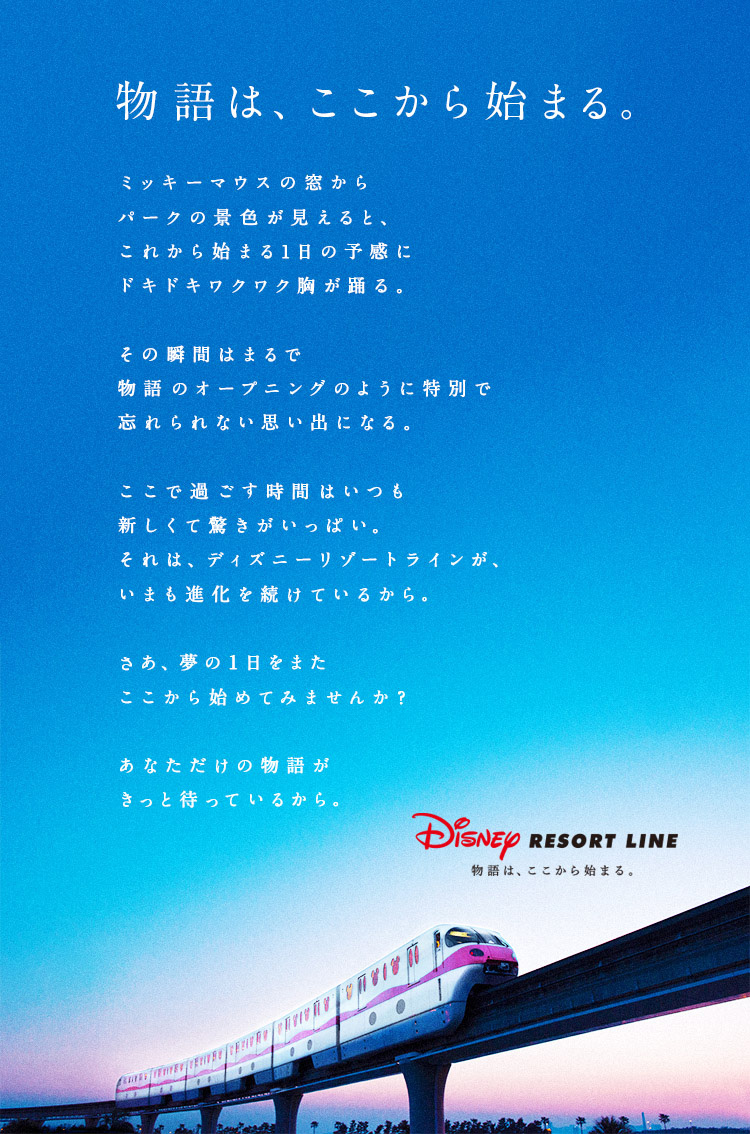 物語は、ここから始まる。
ミッキーマウスの窓から
パークの景色が見えると、
これから始まる1日の予感に
ドキドキワクワク胸が踊る。
その瞬間はまるで
物語のオープニングのように特別で
忘れられない思い出になる。
ここで過ごす時間はいつも
新しくて驚きがいっぱい。
それは、ディズニーリゾートラインが、
いまも進化を続けているから。
さあ、夢の1日をまた
ここから始めてみませんか?
あなただけの物語が
きっと待っているから。
Disney RESORT LINE
物語は、ここから始まる。